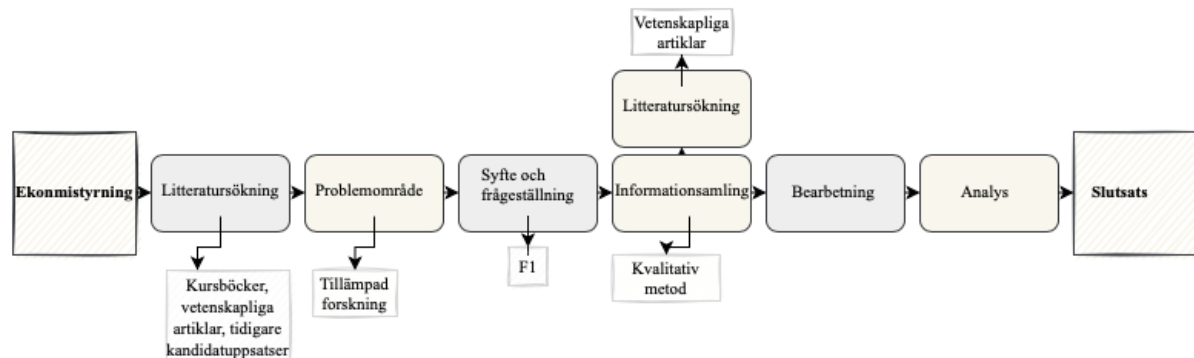 Vetenskapliga
artiklar
Litteratursökning
Ekonmistyrning
Litteratursökning
Problemområde
Syfte och
frågeställning
Informationsamling
Bearbetning
Analys
Slutsats
Kursböcker,
vetenskapliga
artiklar, tidigare
kandidatuppsatser
Tillämpad
forskning
F1
Kvalitativ
metod